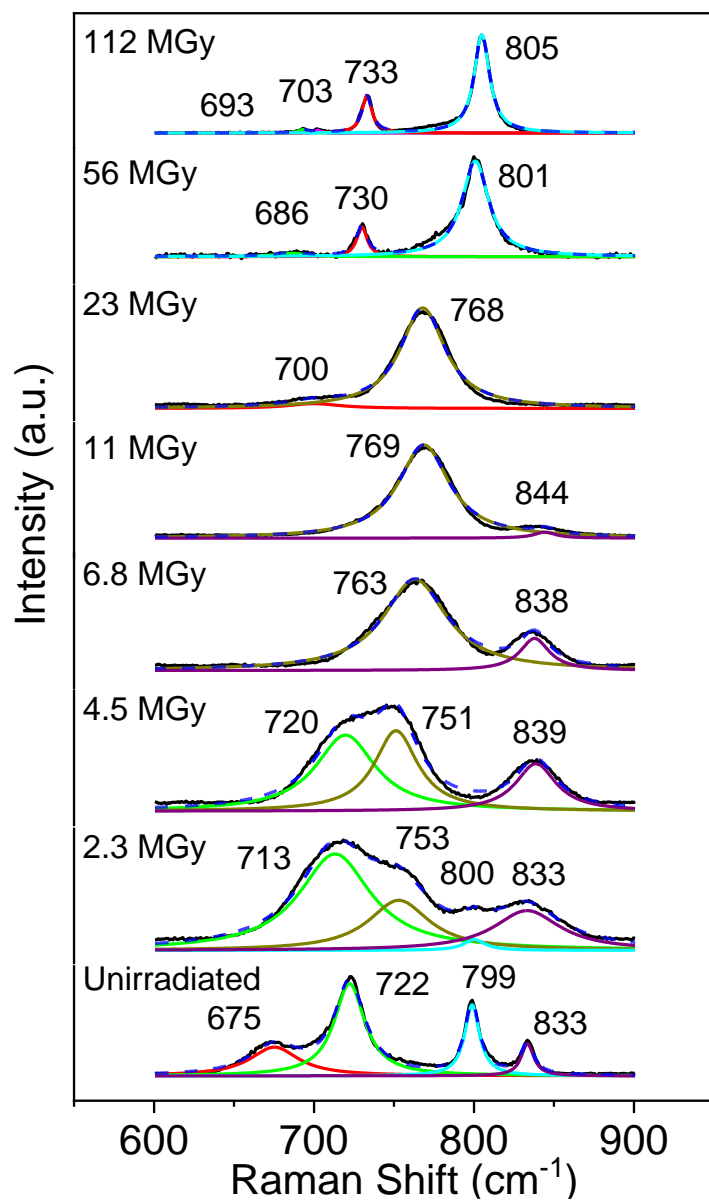 112 MGy
693
703
733
805
56 MGy
686
730
801
23 MGy
700
768
11 MGy
769
844
6.8 MGy
763
838
4.5 MGy
720
751
839
2.3 MGy
713
753
800
833
Unirradiated
675
722
799
833
Intensity (a.u.)
600
700
800
900
Raman Shift (cm⁻¹)